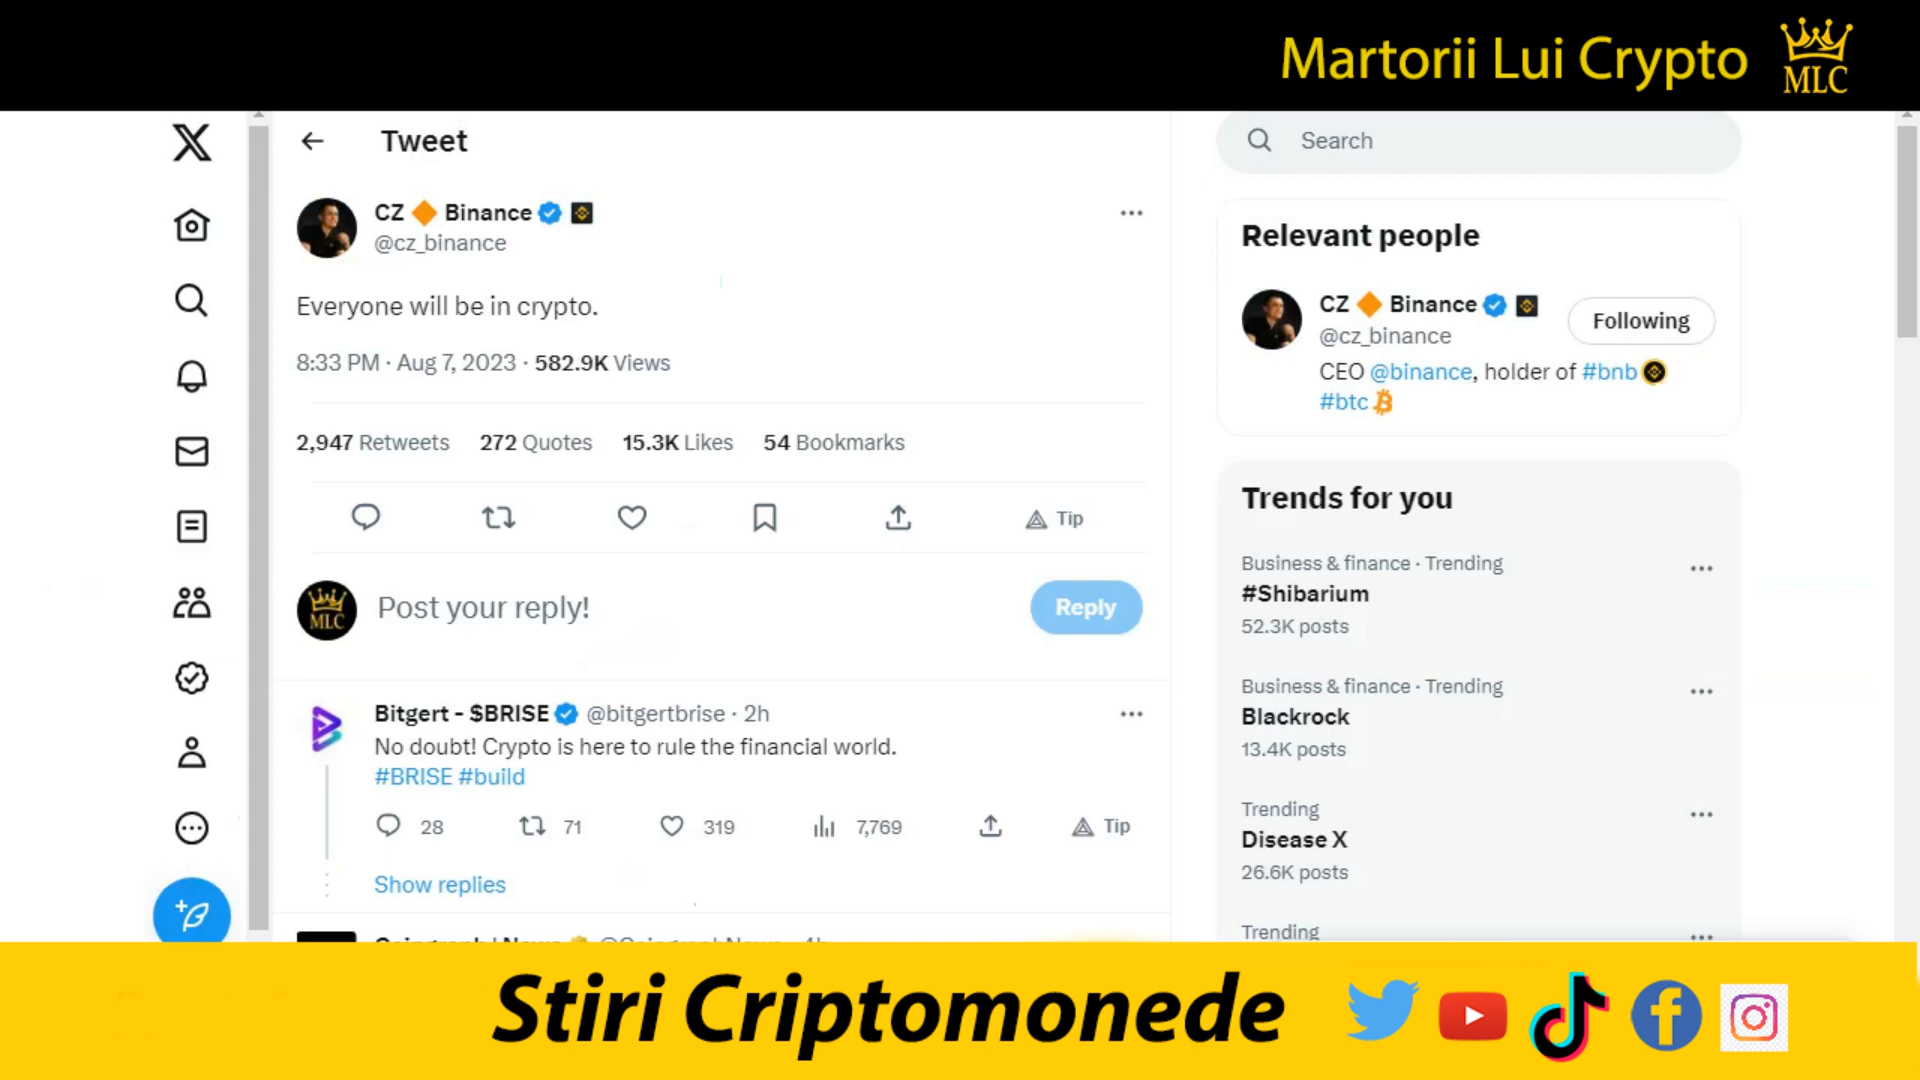 Martorii Lui Crypto
MLC
Tweet
CZ Binance
@cz_binance
Everyone will be in crypto.
8:33 PM · Aug 7, 2023 · 582.9K Views
2,947 Retweets 272 Quotes 15.3K Likes 54 Bookmarks
Tip
MLC
Post your reply!
Reply
Bitgert - $BRISE @bitgertbrise · 2h
No doubt! Crypto is here to rule the financial world.
#BRISE #build
28 71 319 7,769 Tip
Show replies
Search
Relevant people
CZ Binance
@cz_binance
Following
CEO @binance, holder of #bnb
#btc
Trends for you
Business & finance · Trending
#Shibarium
52.3K posts
Business & finance · Trending
Blackrock
13.4K posts
Trending
Disease X
26.6K posts
Trending
Stiri Criptomonede